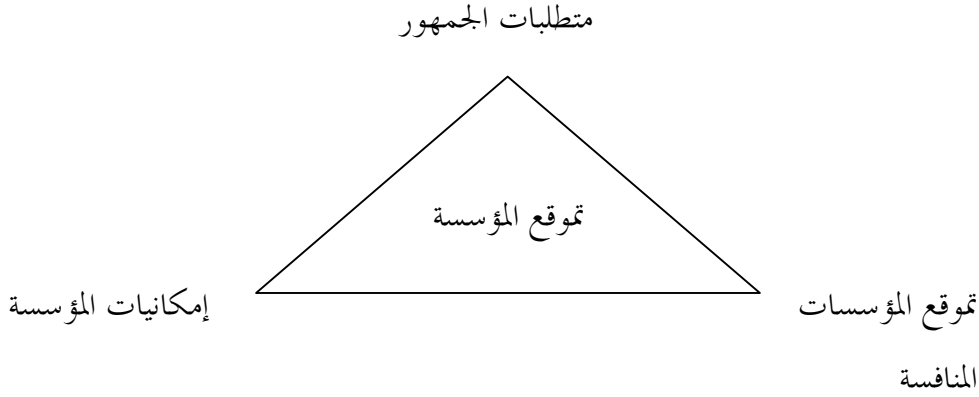 متطلبات الجمهور
تموقع المؤسسة
تموقع المؤسسات
إمكانيات المؤسسة
المنافسة